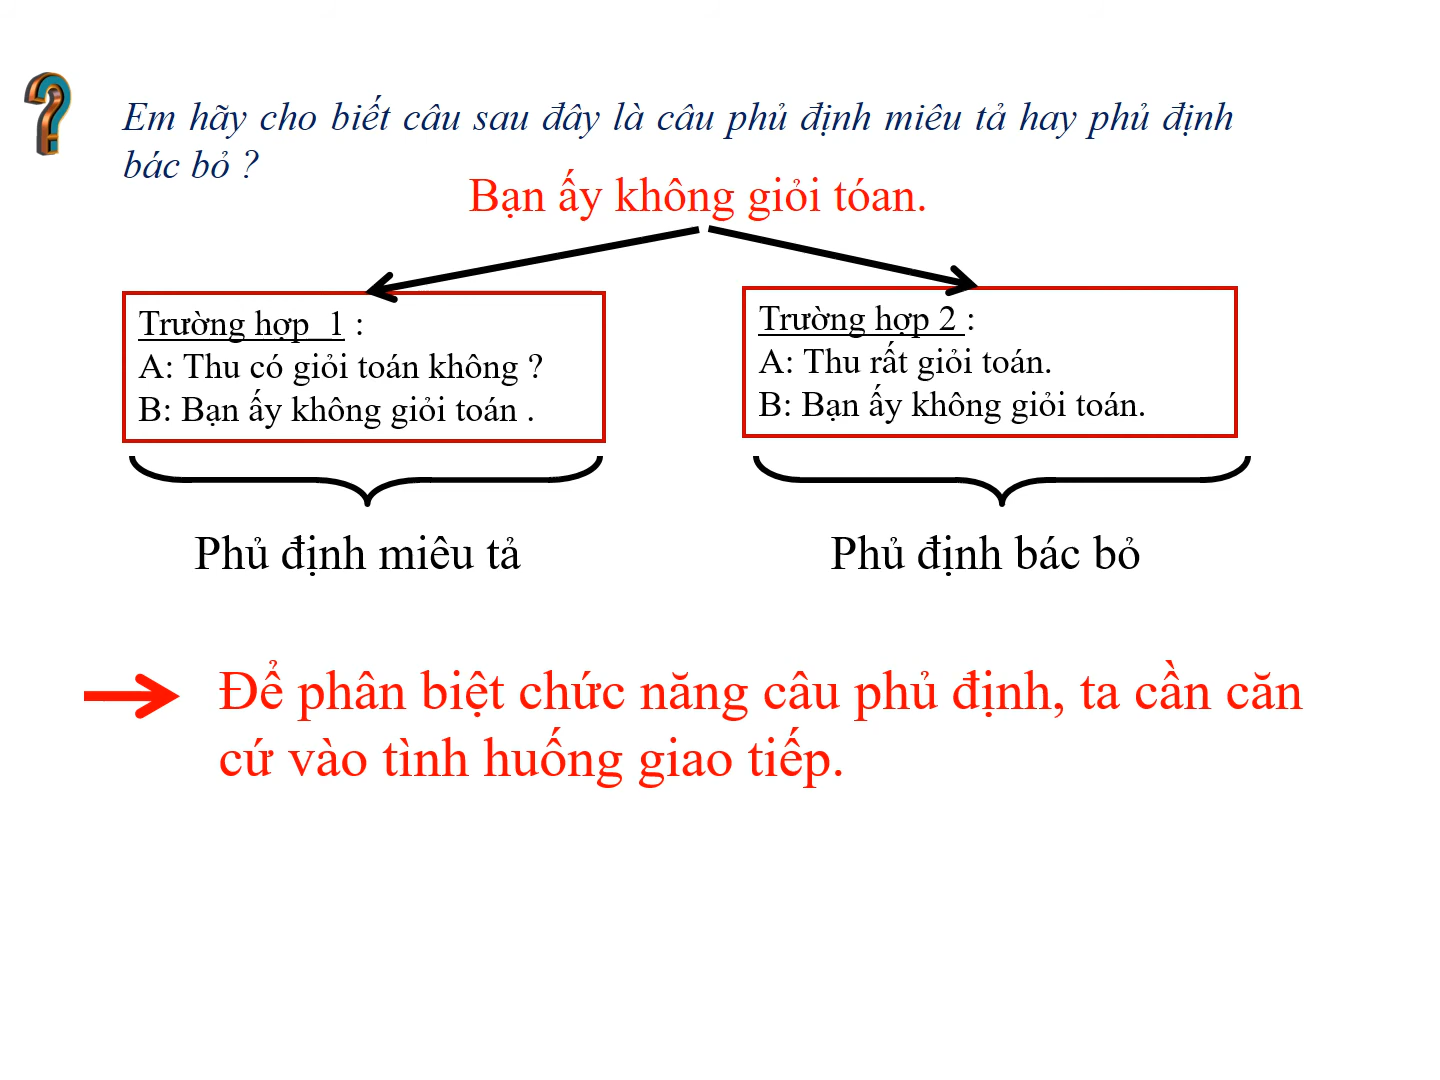 Em hãy cho biết câu sau đây là câu phủ định miêu tả hay phủ định
bác bỏ ?
Bạn ấy không giỏi tóan.
Trường hợp  1 :
A: Thu có giỏi toán không ?
B: Bạn ấy không giỏi toán .
Trường hợp 2 :
A: Thu rất giỏi toán.
B: Bạn ấy không giỏi toán.
Phủ định miêu tả
Phủ định bác bỏ
Để phân biệt chức năng câu phủ định, ta cần căn
cứ vào tình huống giao tiếp.